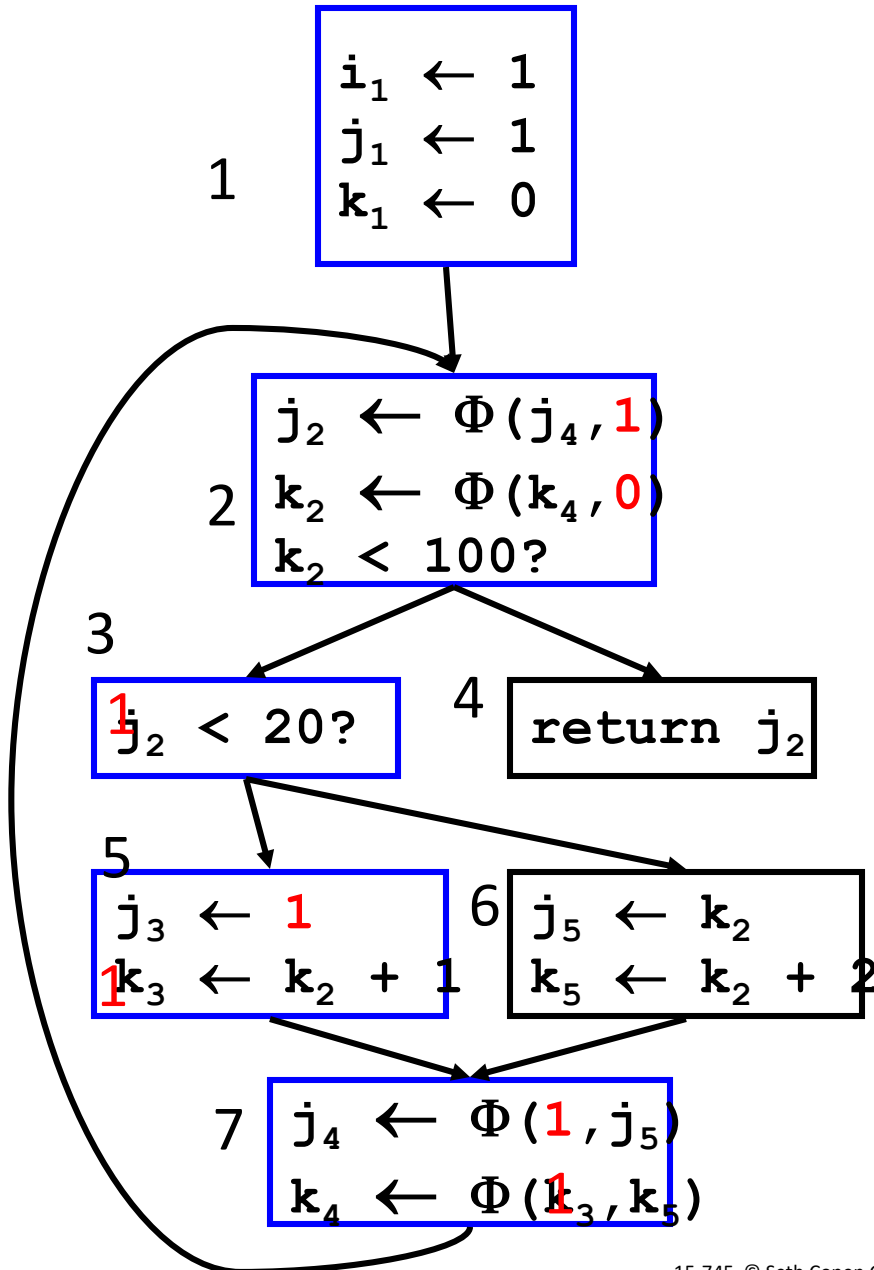 i₁ ← 1
j₁ ← 1
k₁ ← 0
1
j₂ ← Φ(j₄,1)
k₂ ← Φ(k₄,0)
k₂ < 100?
2
3
1
j₂ < 20?
4
return j₂
5
j₃ ← 1
1
k₃ ← k₂ + 1
6
j₅ ← k₂
k₅ ← k₂ + 2
7
j₄ ← Φ(1,j₅)
k₄ ← Φ(k₃,k₅)
1
15-745 ©